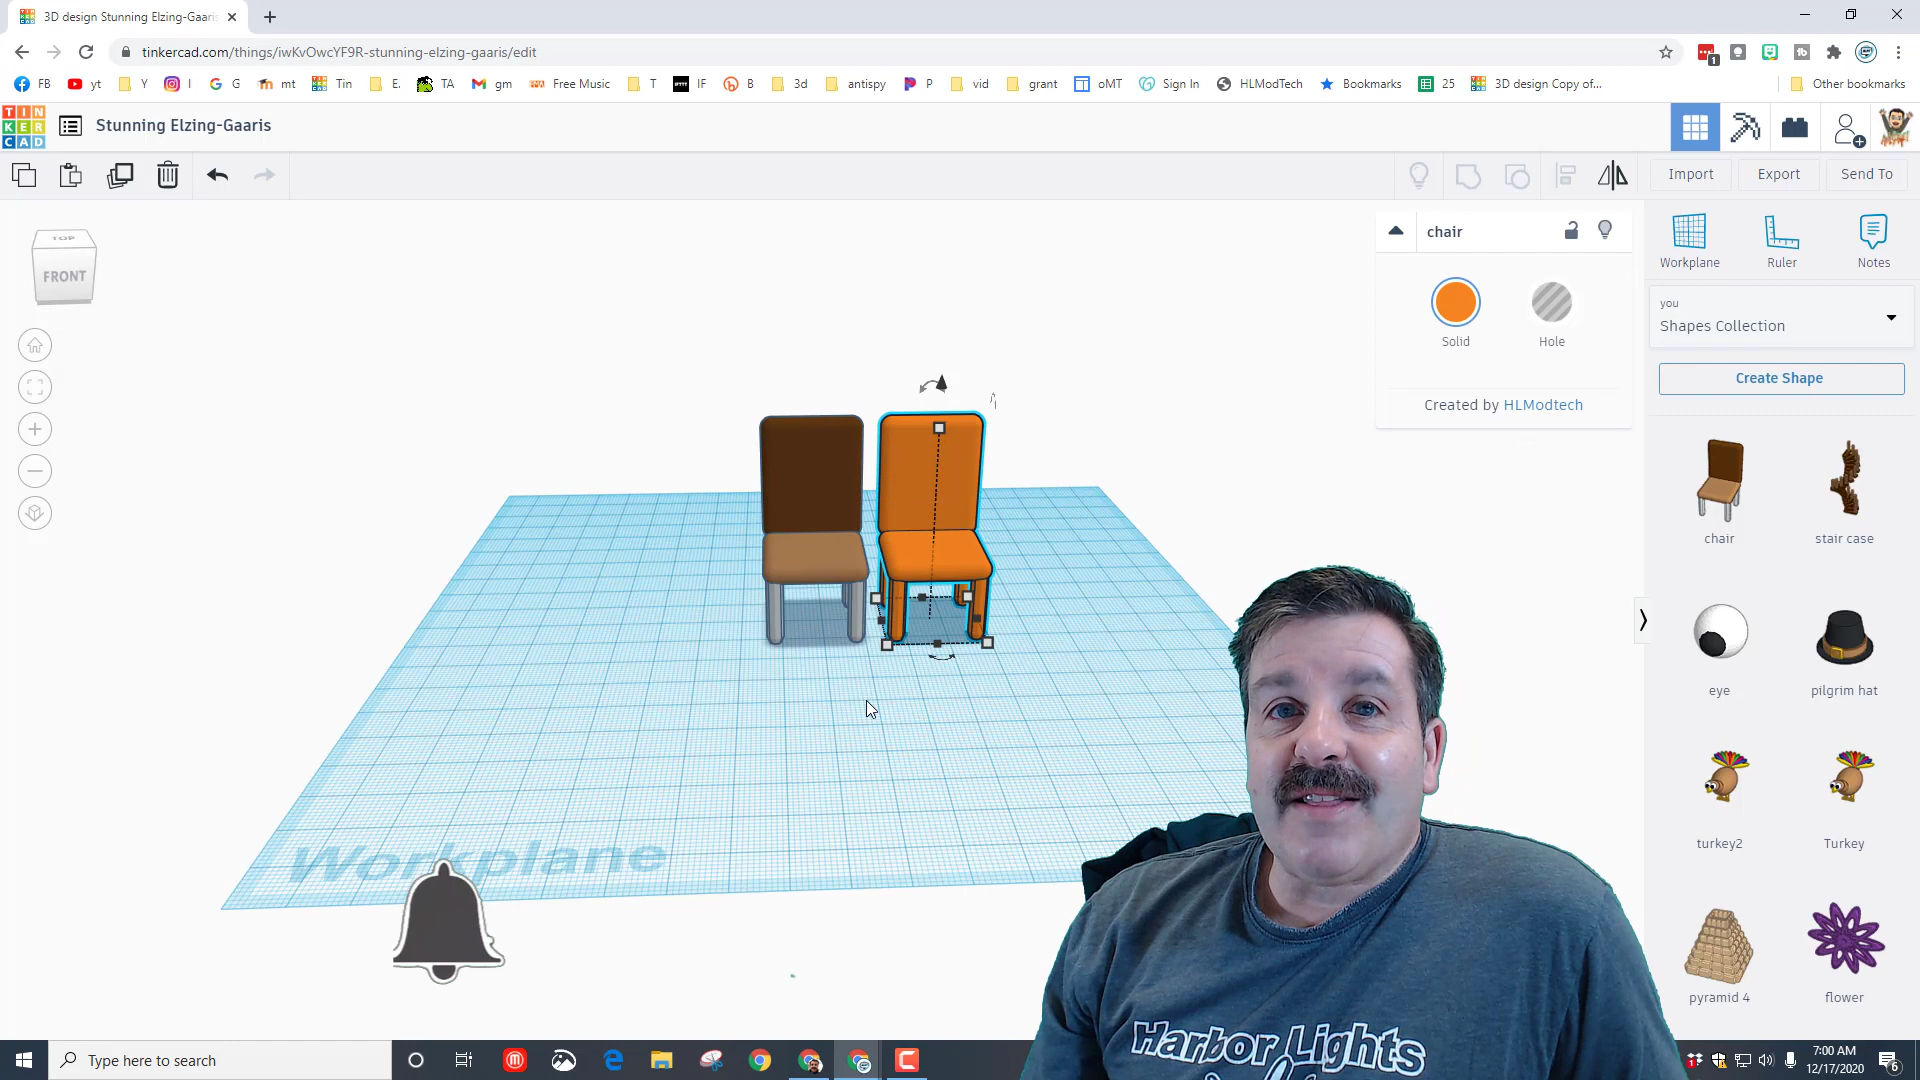 3D design Stunning Elzing-Gaaris
tinkercad.com/things/iwKvOwcYF9R-stunning-elzing-gaaris/edit
1
FB yt Y I G mt Tin E. TA gm Free Music T IF B 3d antispy P vid grant oMT Sign In HLModTech Bookmarks 25 3D design Copy of... Other bookmarks
TIN
KER
CAD
Stunning Elzing-Gaaris
Import Export Send To
TOP
FRONT
chair
Solid Hole
Created by HLModtech
Workplane Ruler Notes
you
Shapes Collection
Create Shape
chair stair case
eye pilgrim hat
turkey2 Turkey
pyramid 4 flower
Workplane
Harbor Lights
Type here to search
7:00 AM
12/17/2020
6